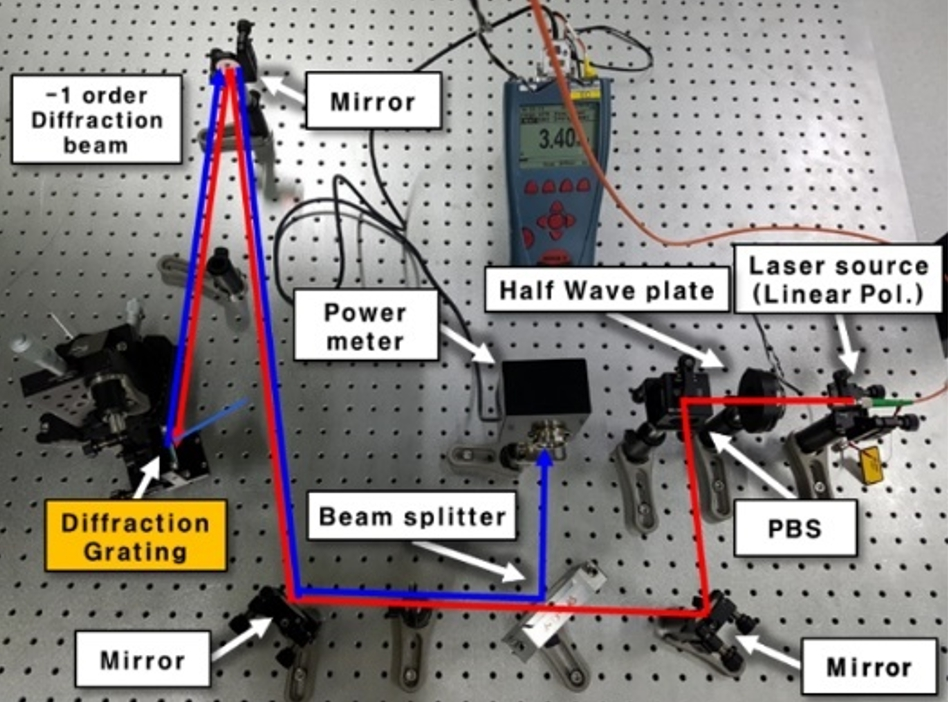 −1 order
Diffraction
beam
Mirror
3.40
Half Wave plate
Laser source
(Linear Pol.)
Power
meter
Beam splitter
PBS
Diffraction
Grating
Mirror
Mirror